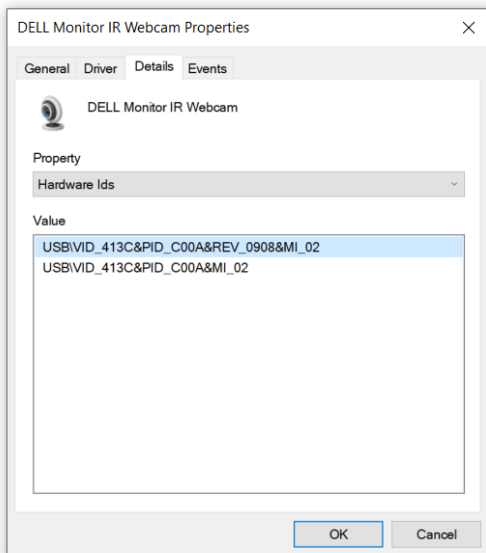 DELL Monitor IR Webcam Properties
General Driver Details Events
DELL Monitor IR Webcam
Property
Hardware Ids
Value
USB\VID_413C&PID_C00A&REV_0908&MI_02
USB\VID_413C&PID_C00A&MI_02
OK Cancel